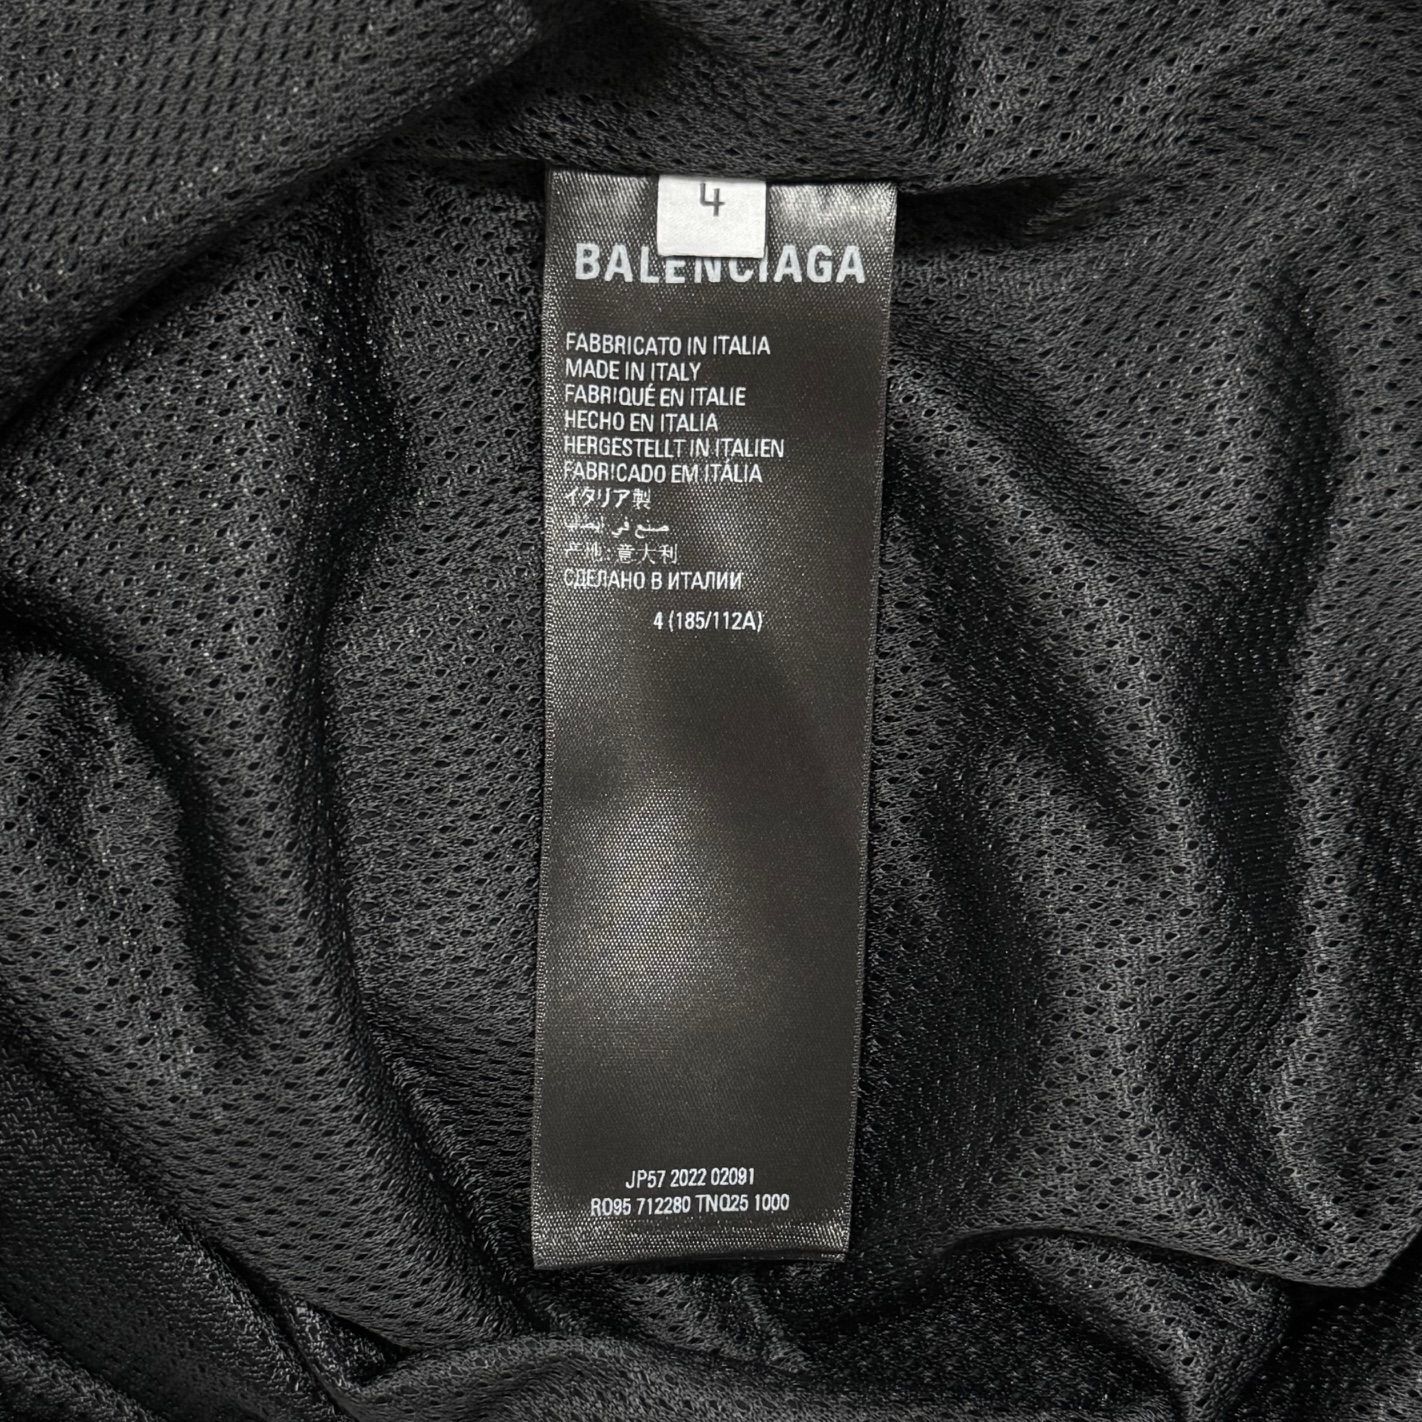 4
BALENCIAGA
FABBRICATO IN ITALIA
MADE IN ITALY
FABRIQUÉ EN ITALIE
HECHO EN ITALIA
HERGESTELLT IN ITALIEN
FABRICADO EM ITÁLIA
イタリア製
صنع في
产地:意大利
СДЕЛАНО В ИТАЛИИ
4 (185/112A)
JP57 2022 02091
RO95 712280 TNQ25 1000